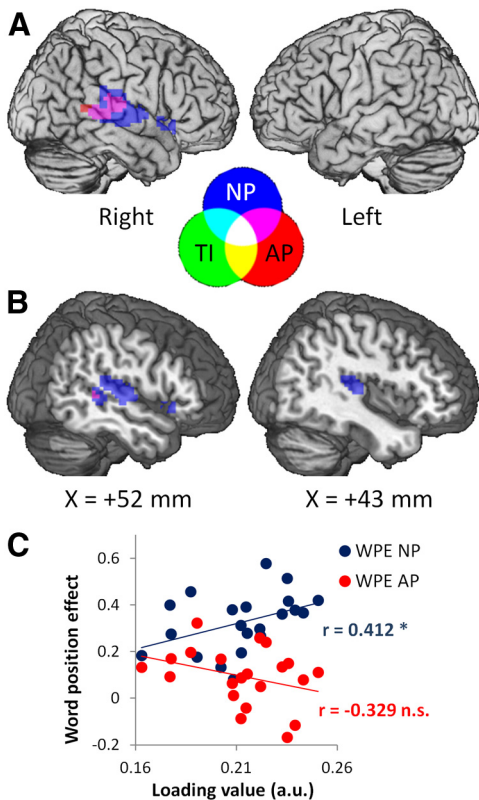 A
Right
Left
NP
TI
AP
B
X = +52 mm
X = +43 mm
C
Word position effect
0.6
0.4
0.2
0
-0.2
WPE NP
WPE AP
r = 0.412 *
r = -0.329 n.s.
0.16
0.21
0.26
Loading value (a.u.)